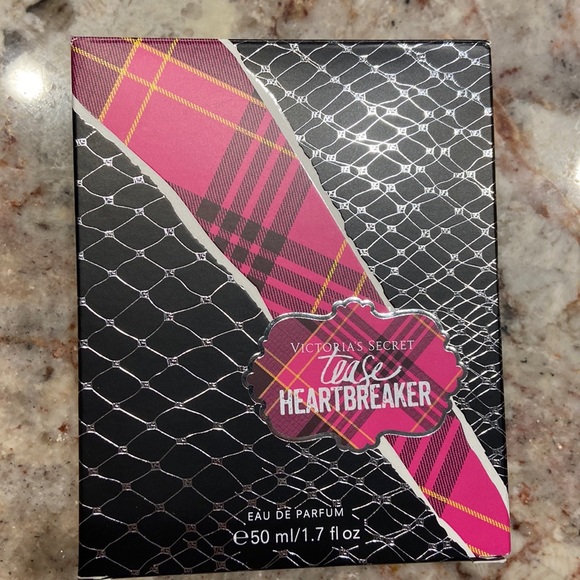 VICTORIA'S SECRET
tease
HEARTBREAKER
EAU DE PARFUM
℮50 ml/1.7 fl oz